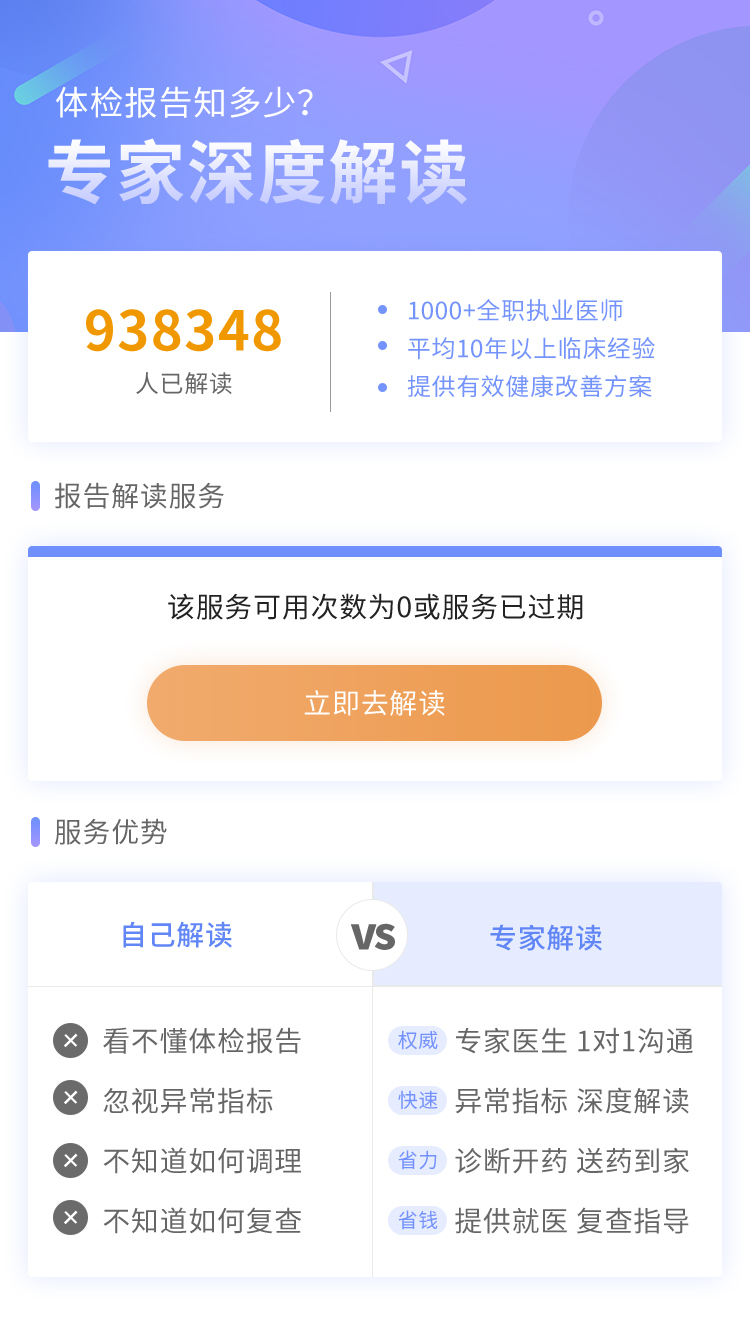 体检报告知多少?
专家深度解读
938348
人已解读
1000+全职执业医师
平均10年以上临床经验
提供有效健康改善方案
报告解读服务
该服务可用次数为0或服务已过期
立即去解读
服务优势
自己解读
VS
专家解读
看不懂体检报告
权威 专家医生 1对1沟通
忽视异常指标
快速 异常指标 深度解读
不知道如何调理
省力 诊断开药 送药到家
不知道如何复查
省钱 提供就医 复查指导